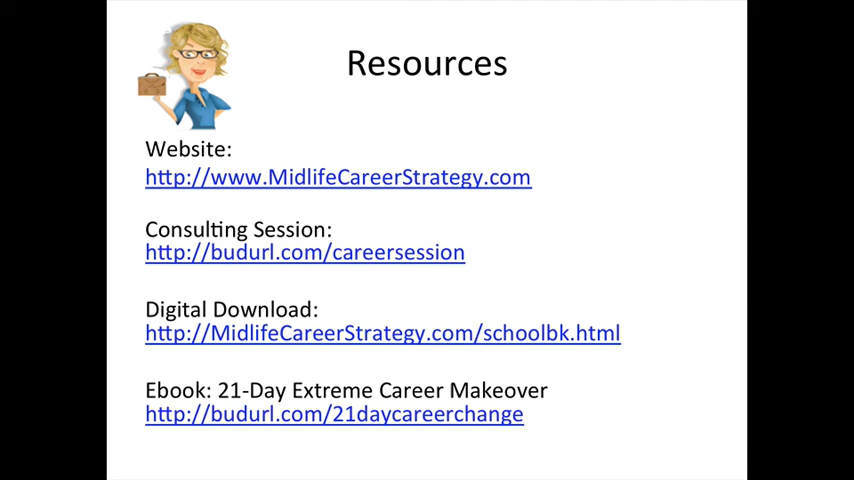 Resources
Website:
http://www.MidlifeCareerStrategy.com
Consulting Session:
http://budurl.com/careersession
Digital Download:
http://MidlifeCareerStrategy.com/schoolbk.html
Ebook: 21-Day Extreme Career Makeover
http://budurl.com/21daycareerchange